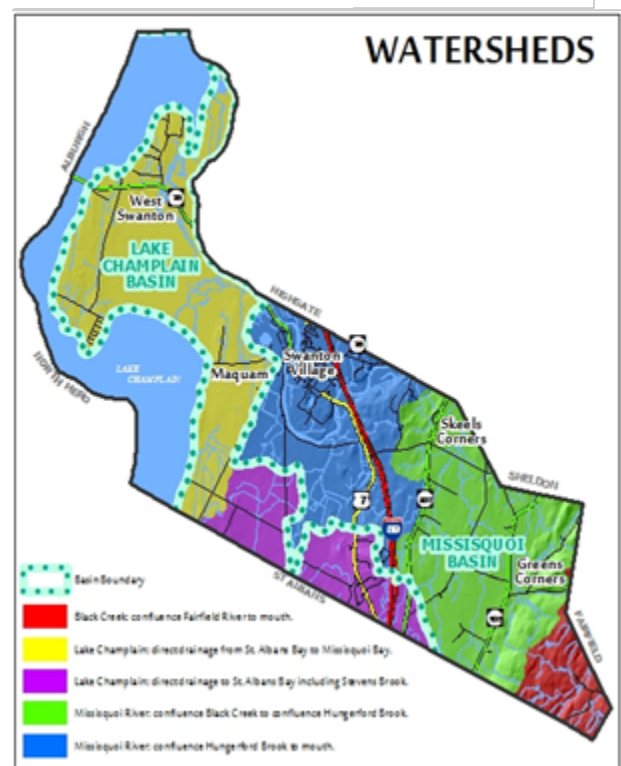 WATERSHEDS
ALBURGH
West
Swanton
LAKE
CHAMPLAIN
BASIN
HIGHGATE
NORTH HERO
LAKE
CHAMPLAIN
Maquam
Swanton
Village
Skeels
Corners
SHELDON
7
MISSISQUOI
BASIN
Greens
Corners
ST ALBANS
FAIRFIELD
Basin Boundary
Black Creek: confluence Fairfield River to mouth.
Lake Champlain: direct drainage from St. Albans Bay to Missisquoi Bay.
Lake Champlain: direct drainage to St. Albans Bay including Stevens Brook.
Missisquoi River: confluence Black Creek to confluence Hungerford Brook.
Missisquoi River: confluence Hungerford Brook to mouth.